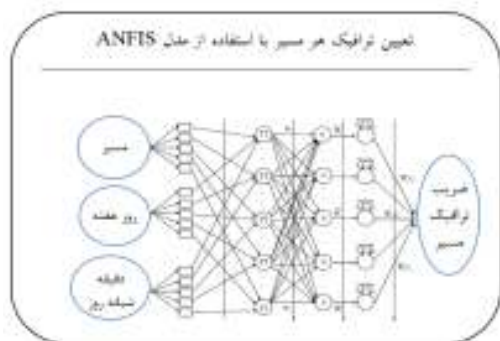 تعیین ترافیک هر مسیر با استفاده از مدل ANFIS
مسیر
روز هفته
دقیقه
شبانه روز
ضریب
ترافیک
مسیر